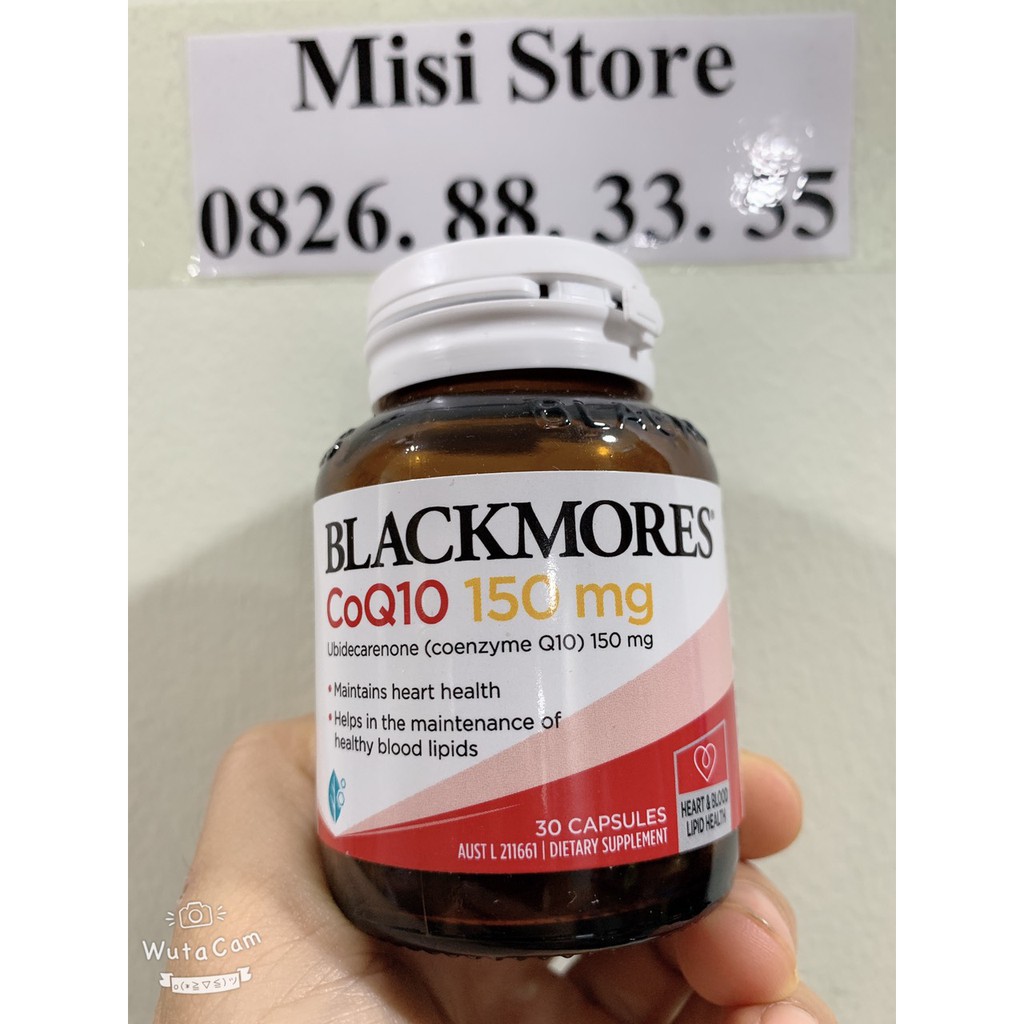 Misi Store
0826. 88. 33. 55
BLACKMORES®
CoQ10 150 mg
Ubidecarenone (coenzyme Q10) 150 mg
• Maintains heart health
• Helps in the maintenance of
healthy blood lipids
HEART & BLOOD
LIPID HEALTH
30 CAPSULES
AUST L 211661 | DIETARY SUPPLEMENT
WutaCam